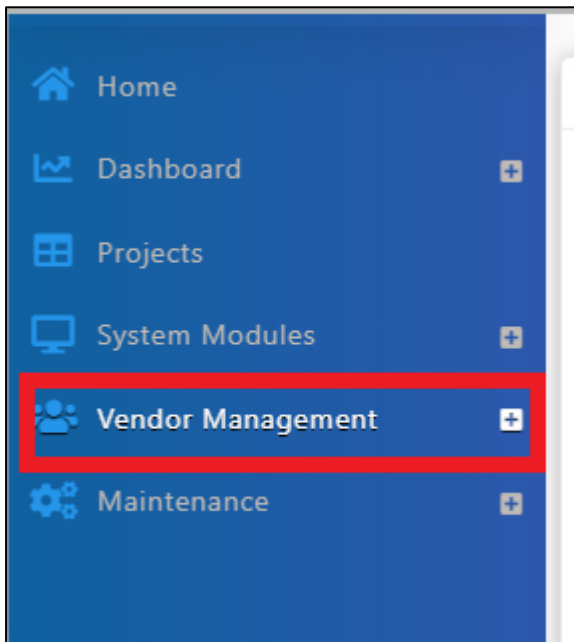 Home
Dashboard
Projects
System Modules
Vendor Management
Maintenance